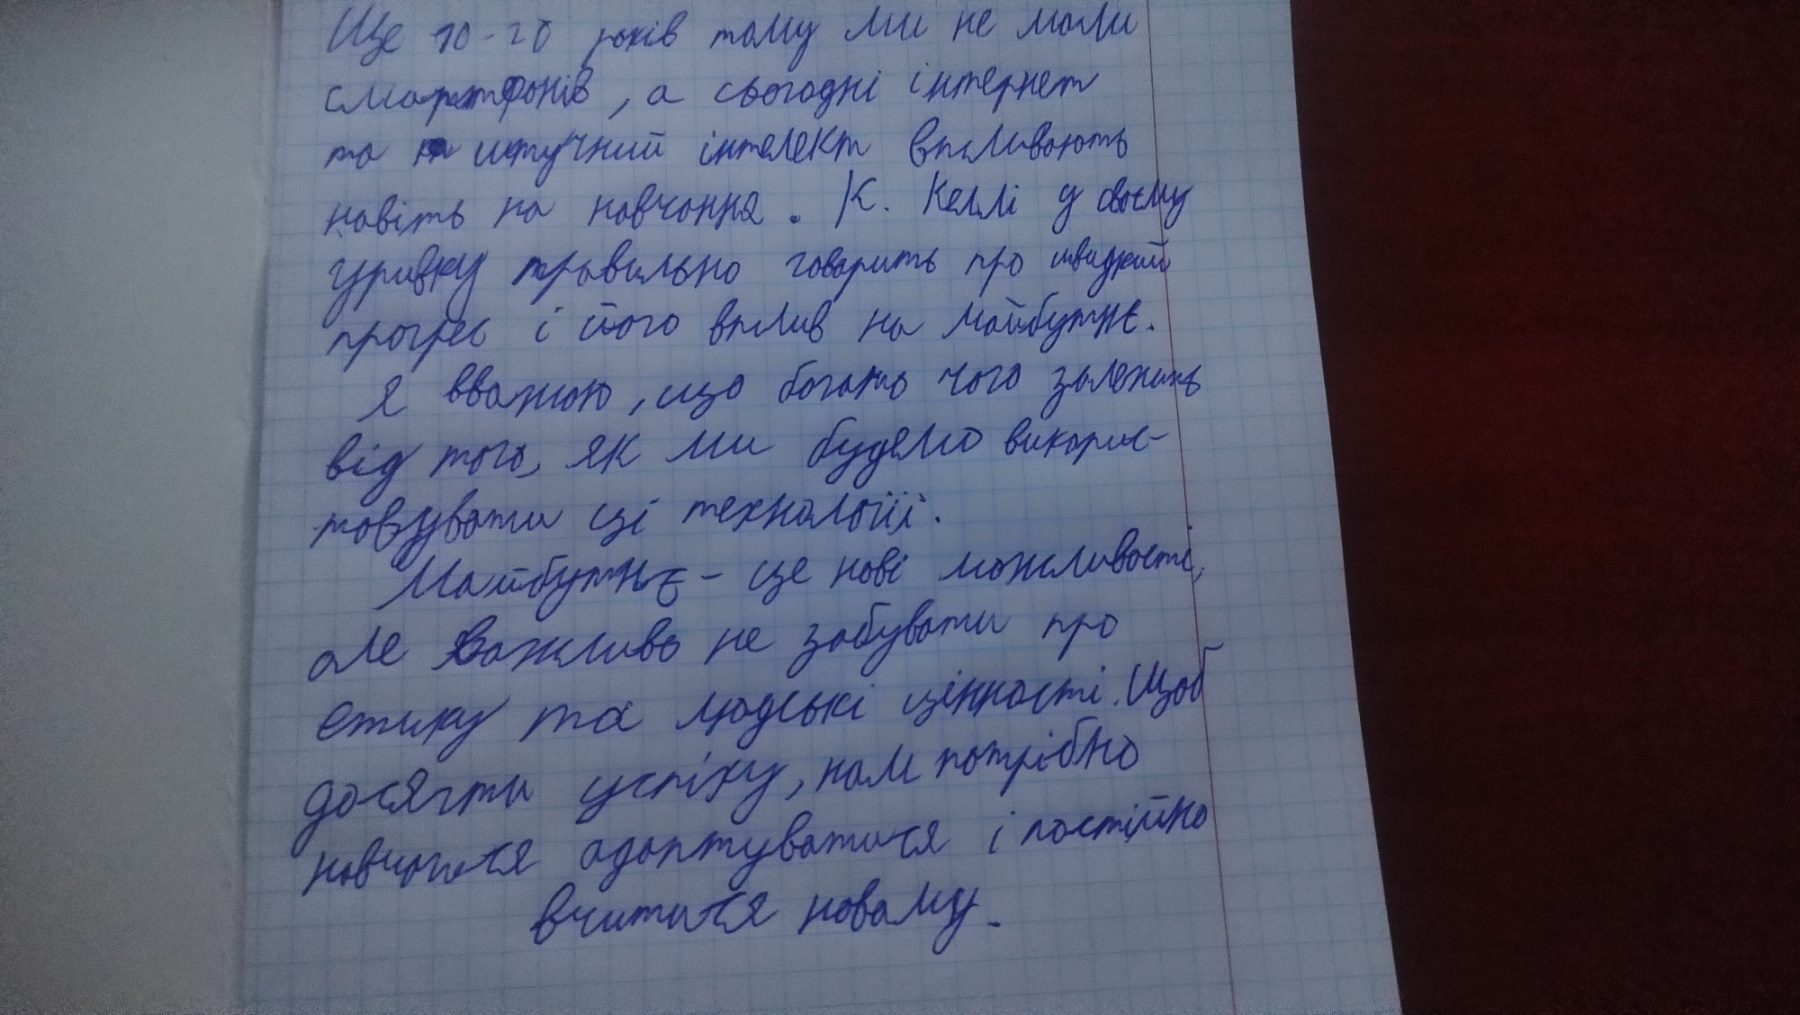 Ще 10-20 років тому ми не мали
смартфонів, а сьогодні інтернет
та штучний інтелект впливають
навіть на навчання. К. Келлі у своєму
уривку правильно говорить про швидкий
прогрес і його вплив на майбутнє.
Я вважаю, що багато чого залежить
від того, як ми будемо викорис-
товувати ці технології.
Майбутнє - це нові можливості,
але важливо не забувати про
етику та людські цінності. Щоб
досягти успіху, нам потрібно
навчитися адаптуватися і постійно
вчитися новому.